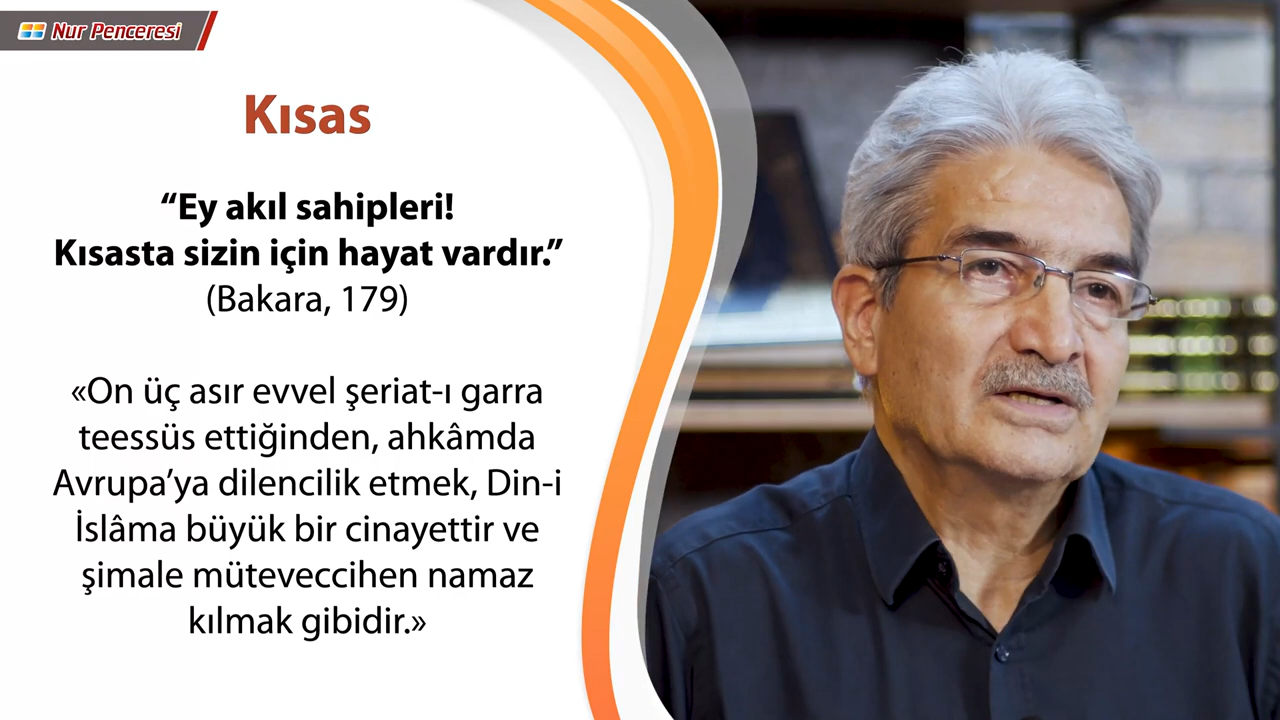 Nur Penceresi
Kısas
“Ey akıl sahipleri!
Kısasta sizin için hayat vardır.”
(Bakara, 179)
«On üç asır evvel şeriat-ı garra
teessüs ettiğinden, ahkâmda
Avrupa’ya dilencilik etmek, Din-i
İslâma büyük bir cinayettir ve
şimale müteveccihen namaz
kılmak gibidir.»